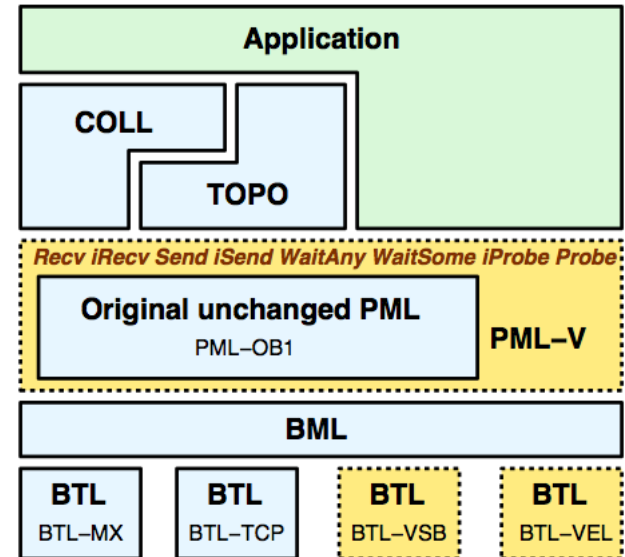 Application
COLL
TOPO
Recv iRecv Send iSend WaitAny WaitSome iProbe Probe
Original unchanged PML
PML–OB1
PML–V
BML
BTL
BTL–MX
BTL
BTL–TCP
BTL
BTL–VSB
BTL
BTL–VEL